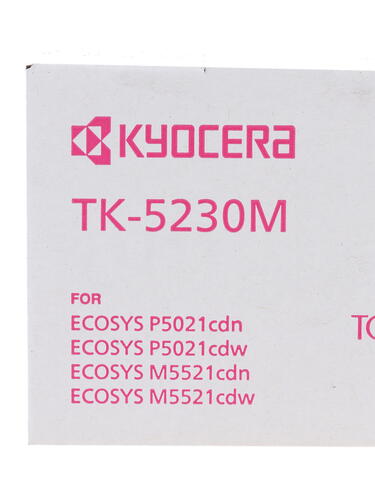 KYOCERA
TK-5230M
FOR
ECOSYS P5021cdn
ECOSYS P5021cdw
ECOSYS M5521cdn
ECOSYS M5521cdw